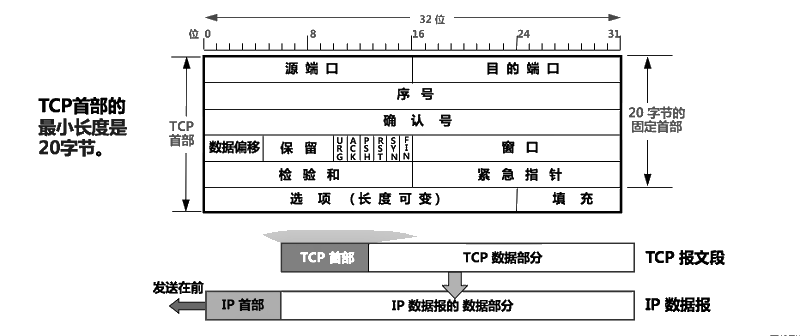 32 位
位 0 8 16 24 31
源 端 口 目 的 端 口
序 号
TCP首部的
最小长度是
20字节。
TCP
首部
确 认 号
20 字节的
固定首部
数据偏移 保 留 URG ACK PSH RST SYN FIN 窗 口
检 验 和 紧 急 指 针
选 项 (长 度 可 变) 填 充
TCP 首部 TCP 数据部分 TCP 报文段
发送在前
IP 首部 IP 数据报的 数据部分 IP 数据报